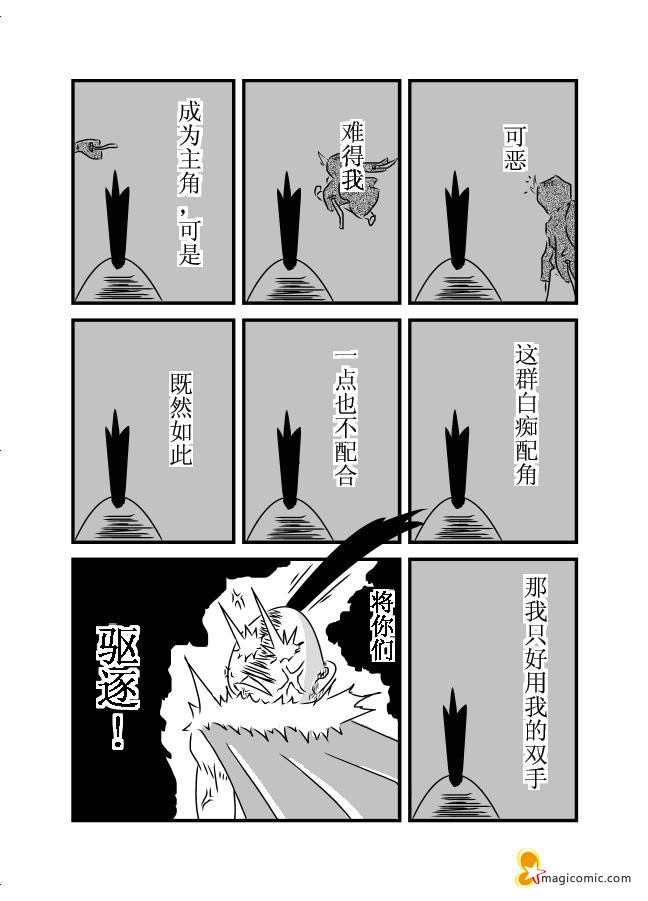 可恶
难得我
成为主角,可是
这群白痴配角
一点也不配合
既然如此
那我只好用我的双手
将你们
驱逐！
magicomic.com